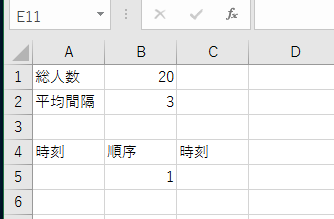 E11 fx
A B C D
1 総人数 20
2 平均間隔 3
3
4 時刻 順序 時刻
5 1
6